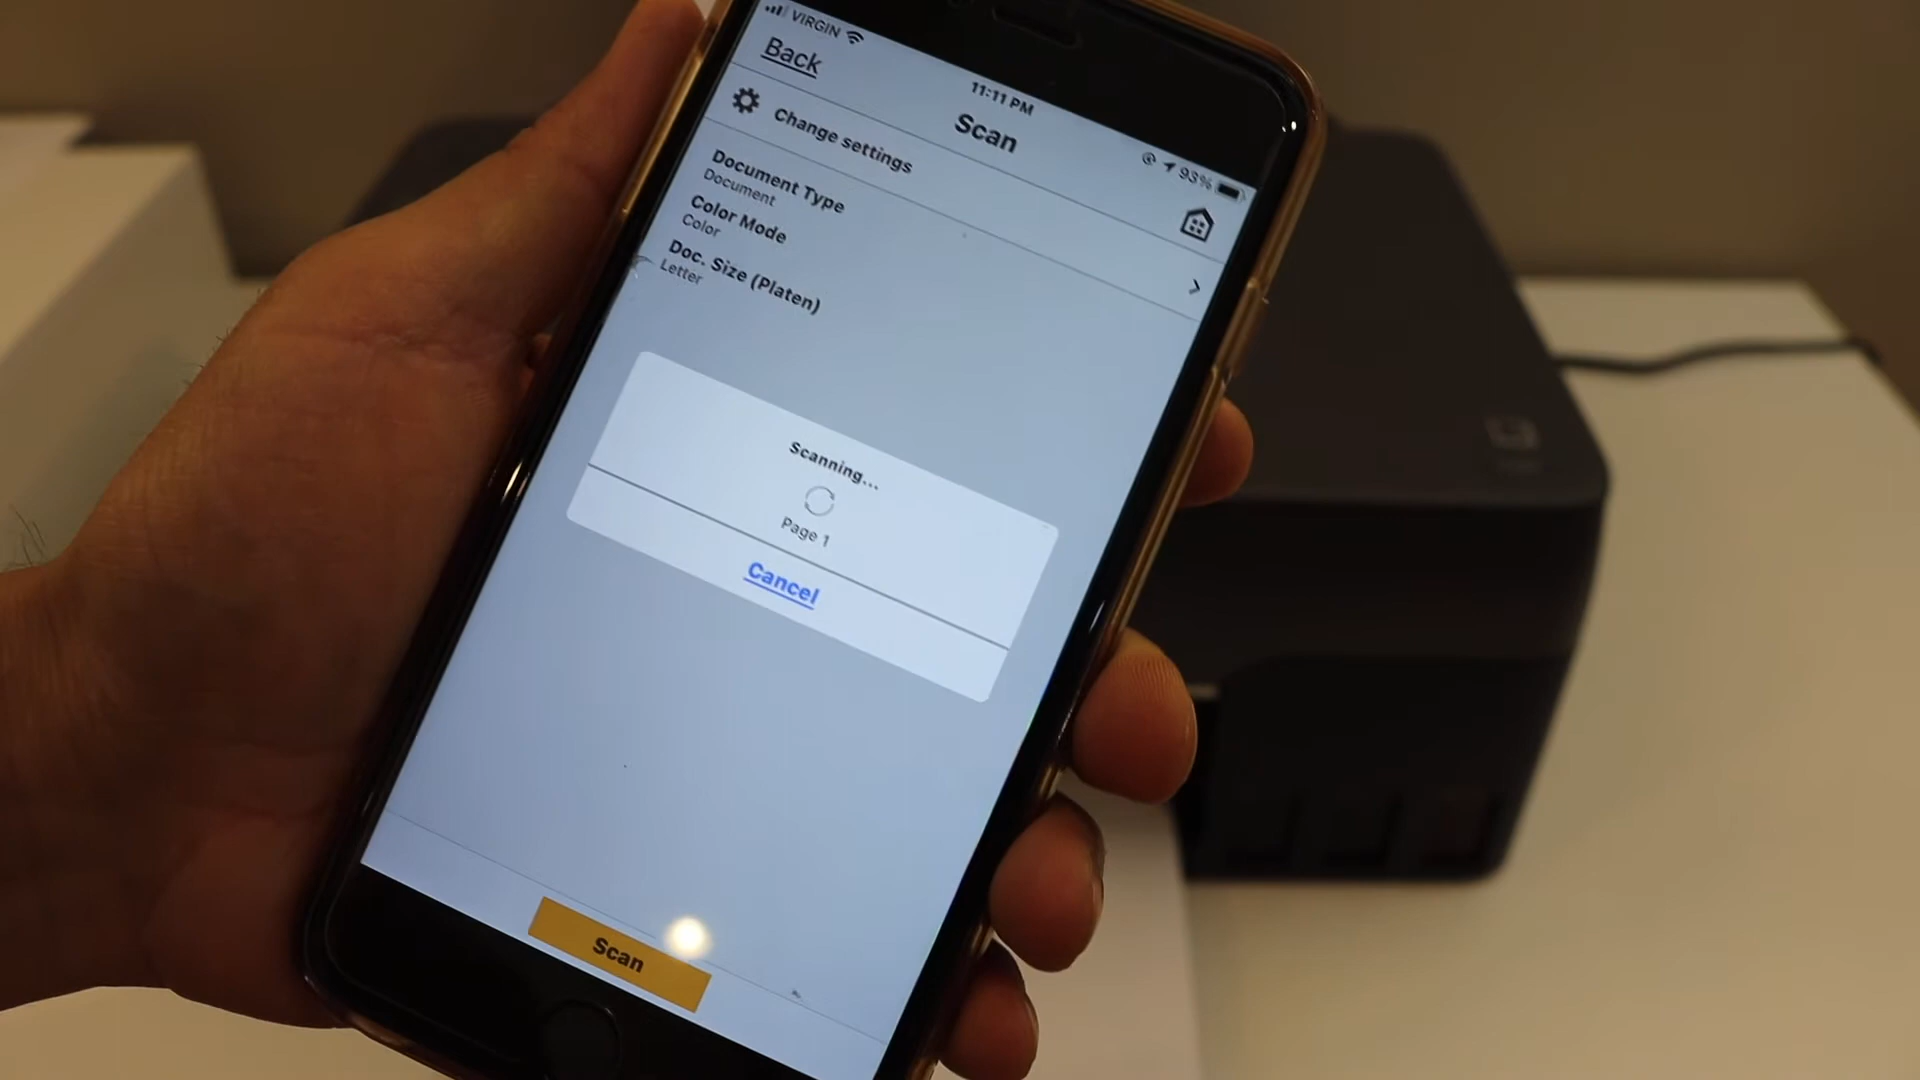 VIRGIN
11:11 PM
93%
Back
Scan
Change settings
Document Type
Document
Color Mode
Color
Doc. Size (Platen)
Letter
Scanning...
Page 1
Cancel
Scan